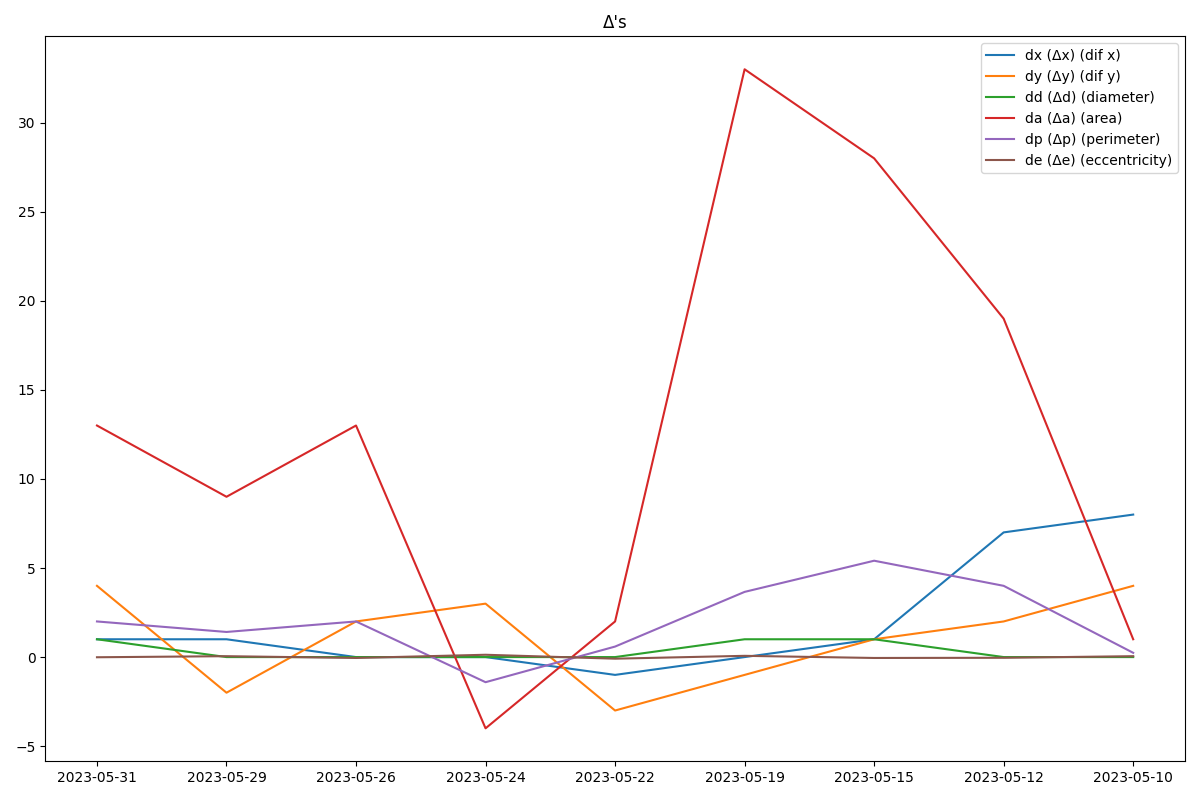 Δ's
dx (Δx) (dif x)
dy (Δy) (dif y)
dd (Δd) (diameter)
da (Δa) (area)
dp (Δp) (perimeter)
de (Δe) (eccentricity)
30
25
20
15
10
5
0
−5
2023-05-31 2023-05-29 2023-05-26 2023-05-24 2023-05-22 2023-05-19 2023-05-15 2023-05-12 2023-05-10